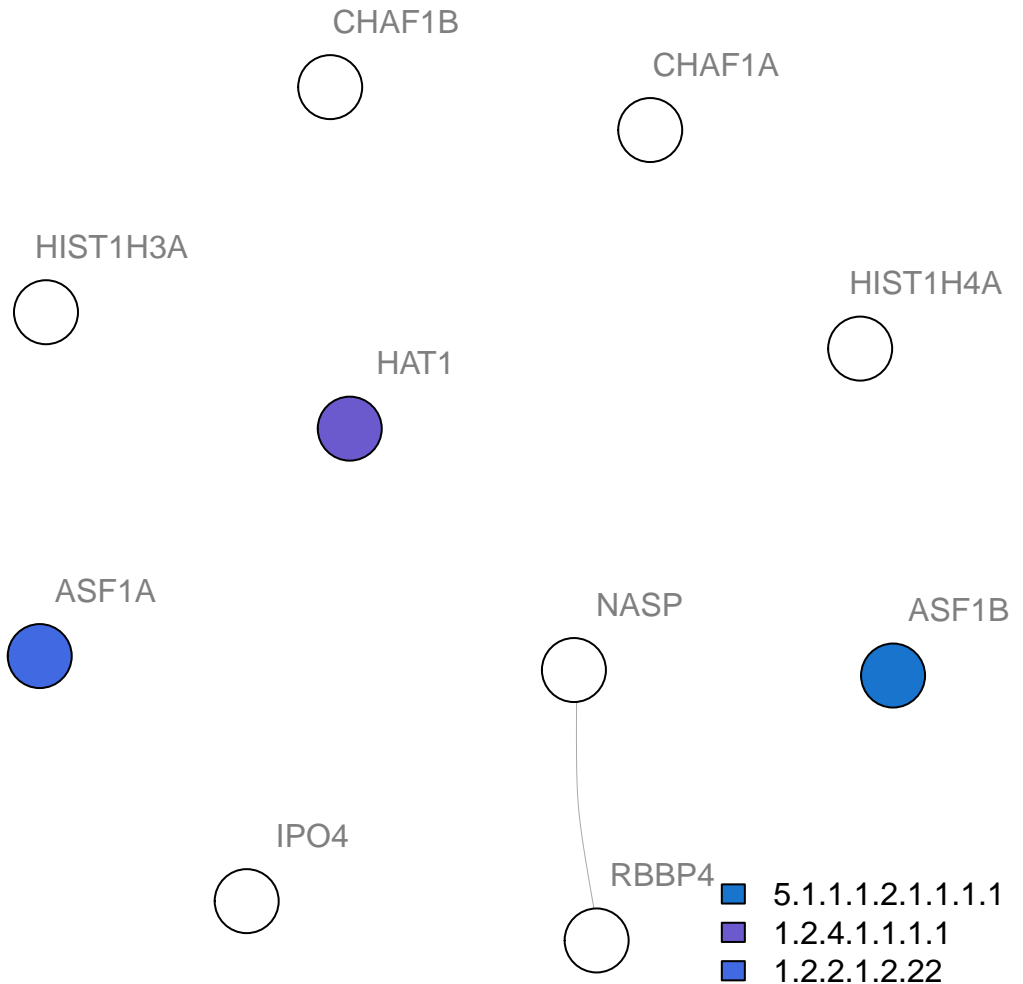 CHAF1B
CHAF1A
HIST1H3A
HIST1H4A
HAT1
ASF1A
NASP
ASF1B
IPO4
RBBP4
5.1.1.1.2.1.1.1.1
1.2.4.1.1.1.1
1.2.2.1.2.22